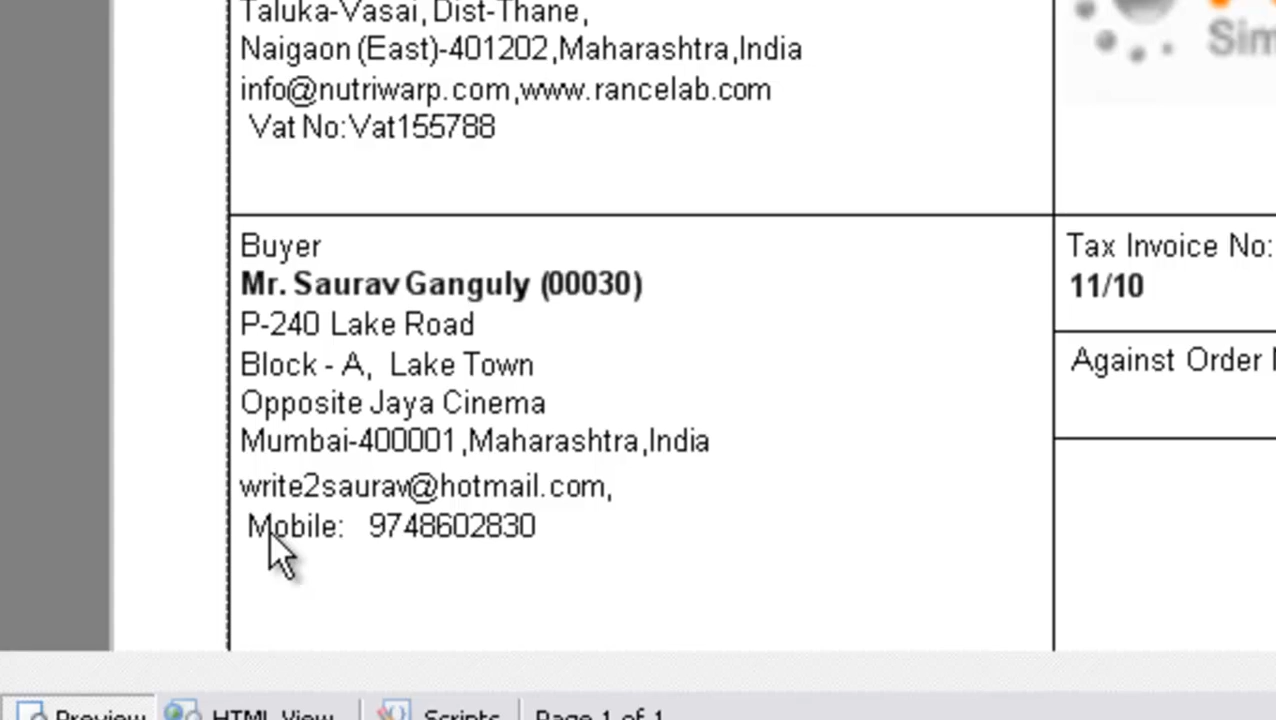 Taluka-Vasai, Dist-Thane,
Naigaon (East)-401202,Maharashtra,India
info@nutriwarp.com,www.rancelab.com
Vat No:Vat155788
Sim
Buyer
Mr. Saurav Ganguly (00030)
P-240 Lake Road
Block - A, Lake Town
Opposite Jaya Cinema
Mumbai-400001,Maharashtra,India
write2saurav@hotmail.com,
Mobile: 9748602830
Tax Invoice No:
11/10
Against Order
Preview HTML View Scripts Page 1 of 1